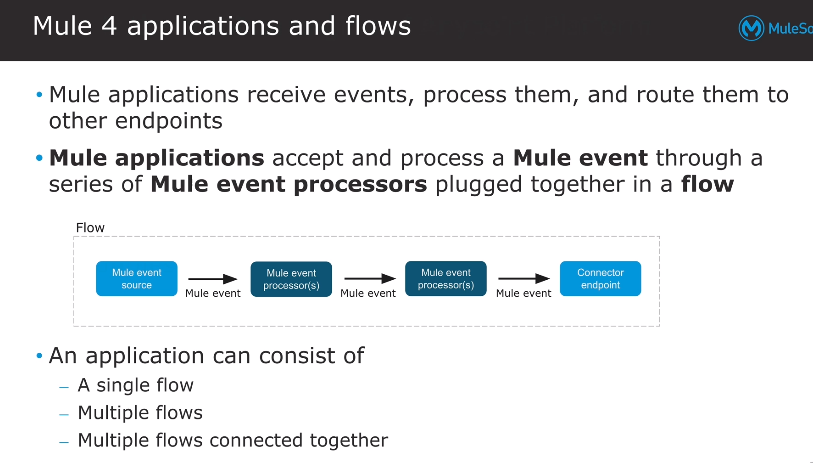 Mule 4 applications and flows
MuleSo
• Mule applications receive events, process them, and route them to
other endpoints
• Mule applications accept and process a Mule event through a
series of Mule event processors plugged together in a flow
Flow
Mule event
source
Mule event
Mule event
processor(s)
Mule event
Mule event
processor(s)
Mule event
Connector
endpoint
• An application can consist of
– A single flow
– Multiple flows
– Multiple flows connected together